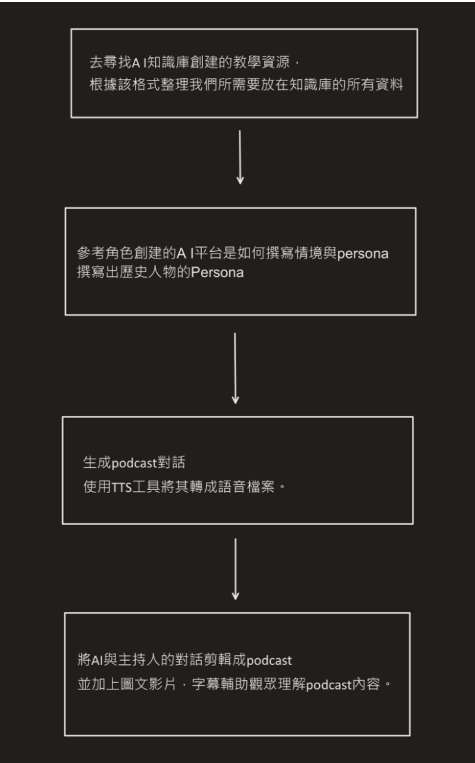 去尋找AI知識庫創建的教學資源，
根據該格式整理我們所需要放在知識庫的所有資料
參考角色創建的AI平台是如何撰寫情境與persona
撰寫出歷史人物的Persona
生成podcast對話
使用TTS工具將其轉成語音檔案。
將AI與主持人的對話剪輯成podcast
並加上圖文影片，字幕輔助觀眾理解podcast內容。